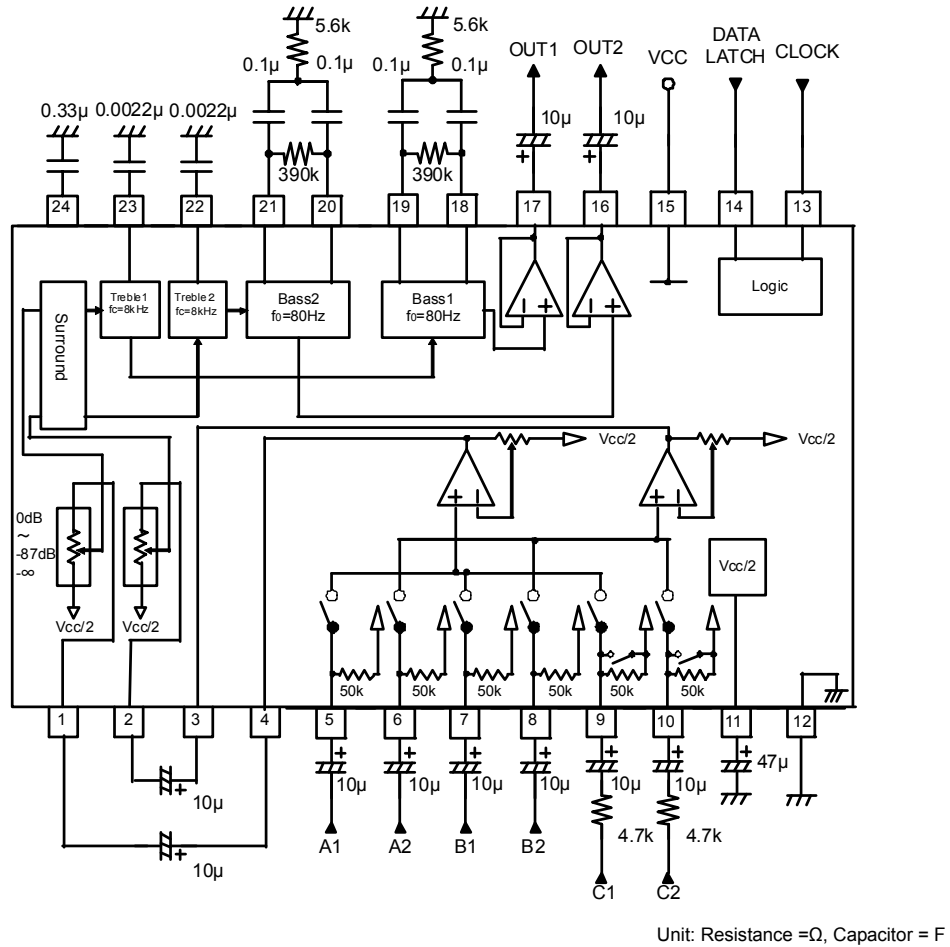 5.6k 5.6k OUT1 OUT2 DATA
VCC LATCH CLOCK
0.1µ 0.1µ 0.1µ 0.1µ
0.33µ 0.0022µ 0.0022µ 10µ 10µ
+ +
390k 390k
24 23 22 21 20 19 18 17 16 15 14 13
Surround
Treble1 Treble2 Bass2 Bass1 Logic
fc=8kHz fc=8kHz f0=80Hz f0=80Hz
Vcc/2 Vcc/2
0dB
~
-87dB
-∞
Vcc/2
Vcc/2 Vcc/2
50k 50k 50k 50k 50k 50k
1 2 3 4 5 6 7 8 9 10 11 12
+ + + + + + +
10µ 10µ 10µ 10µ 10µ 10µ 47µ
+
10µ
4.7k 4.7k
A1 A2 B1 B2
+
10µ
C1 C2
Unit: Resistance =Ω, Capacitor = F